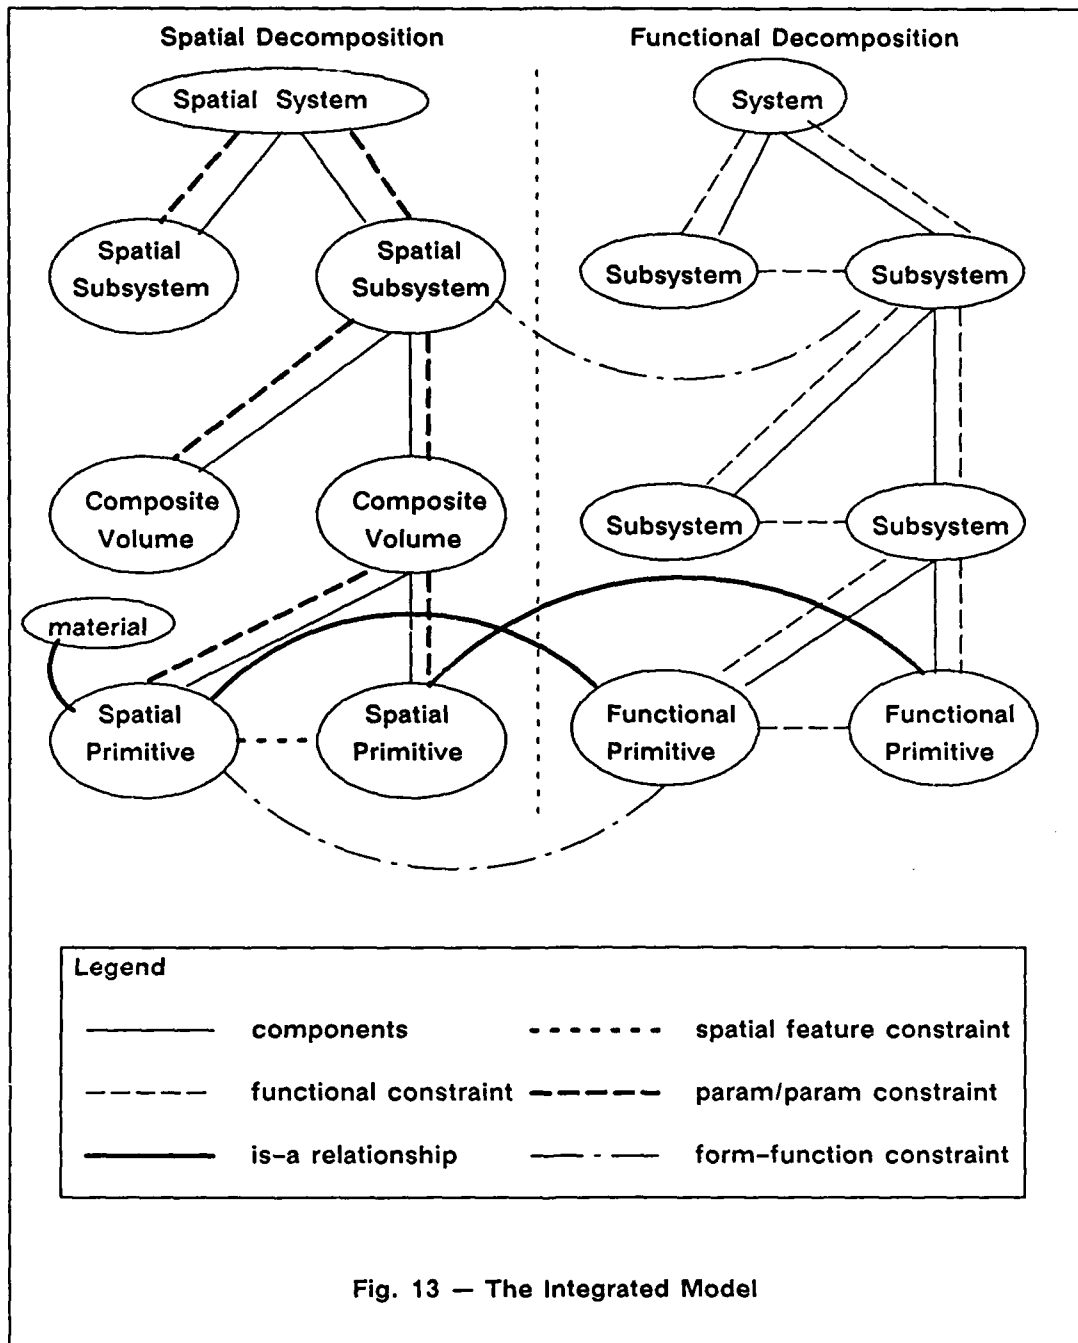 Spatial Decomposition
Functional Decomposition
Spatial System
System
Spatial
Subsystem
Spatial
Subsystem
Subsystem
Subsystem
Composite
Volume
Composite
Volume
Subsystem
Subsystem
material
Spatial
Primitive
Spatial
Primitive
Functional
Primitive
Functional
Primitive
Legend
components
spatial feature constraint
functional constraint
param/param constraint
is-a relationship
form-function constraint
Fig. 13 — The Integrated Model